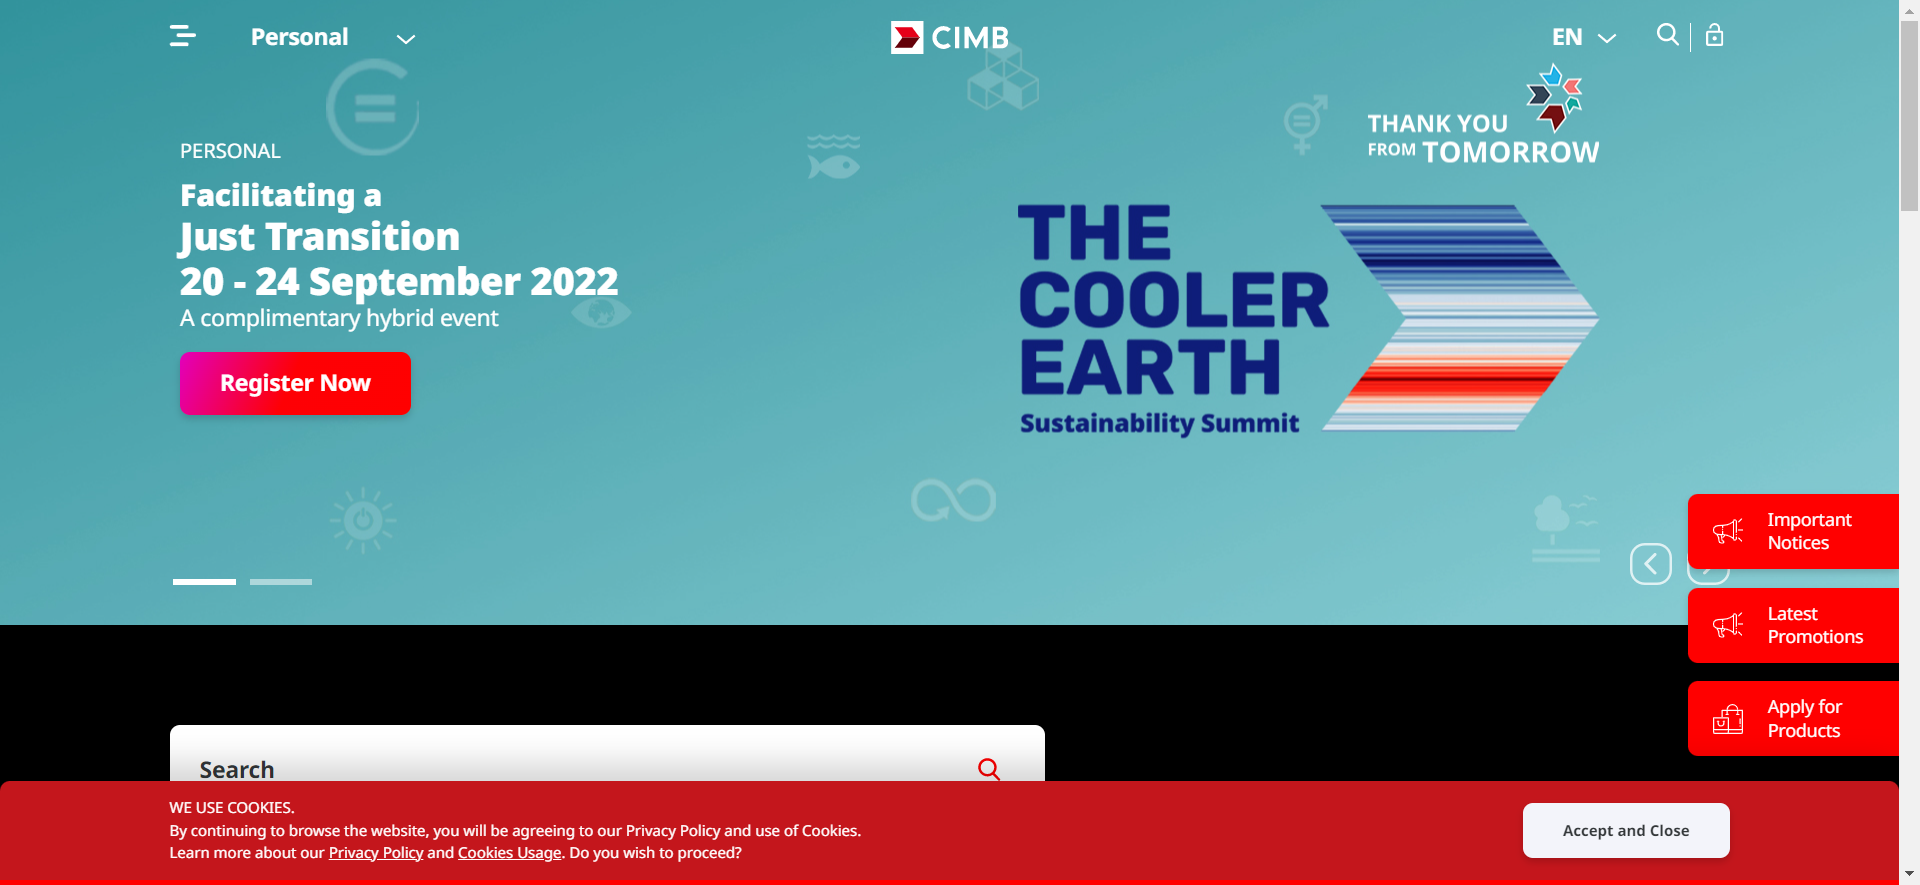 Personal
CIMB
EN
THANK YOU
FROM TOMORROW
PERSONAL
Facilitating a
Just Transition
20 - 24 September 2022
A complimentary hybrid event
Register Now
THE
COOLER
EARTH
Sustainability Summit
Important
Notices
Latest
Promotions
Apply for
Products
Search
WE USE COOKIES.
By continuing to browse the website, you will be agreeing to our Privacy Policy and use of Cookies.
Learn more about our Privacy Policy and Cookies Usage. Do you wish to proceed?
Accept and Close